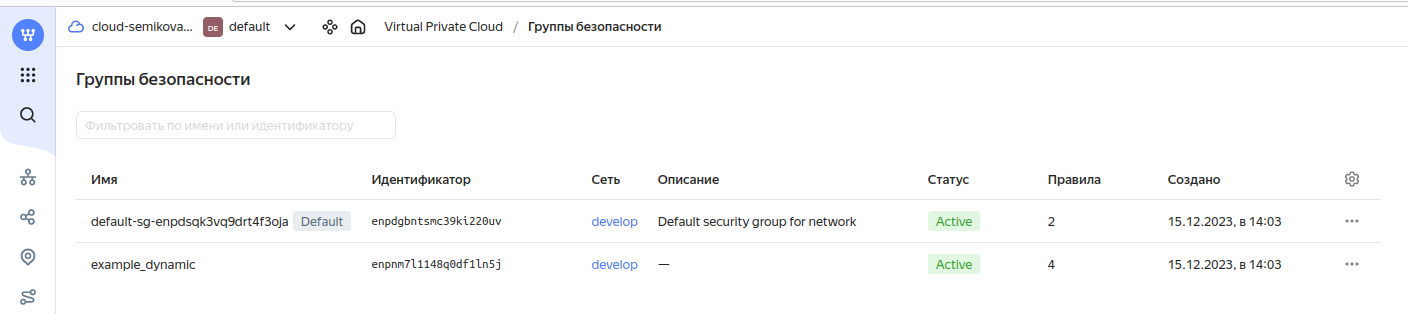 cloud-semikova... DE default Virtual Private Cloud / Группы безопасности
Группы безопасности
Фильтровать по имени или идентификатору
Имя Идентификатор Сеть Описание Статус Правила Создано
default-sg-enpdsqk3vq9drt4f3oja Default enpdgbntsmc39ki220uv develop Default security group for network Active 2 15.12.2023, в 14:03
example_dynamic enpnm7l1148q0df1ln5j develop — Active 4 15.12.2023, в 14:03